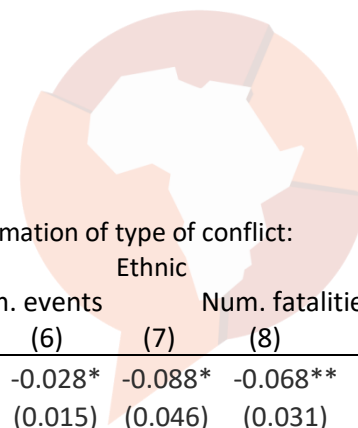 mation of type of conflict:
Ethnic
. events Num. fatalitie
(6) (7) (8)
-0.028* -0.088* -0.068**
(0.015) (0.046) (0.031)